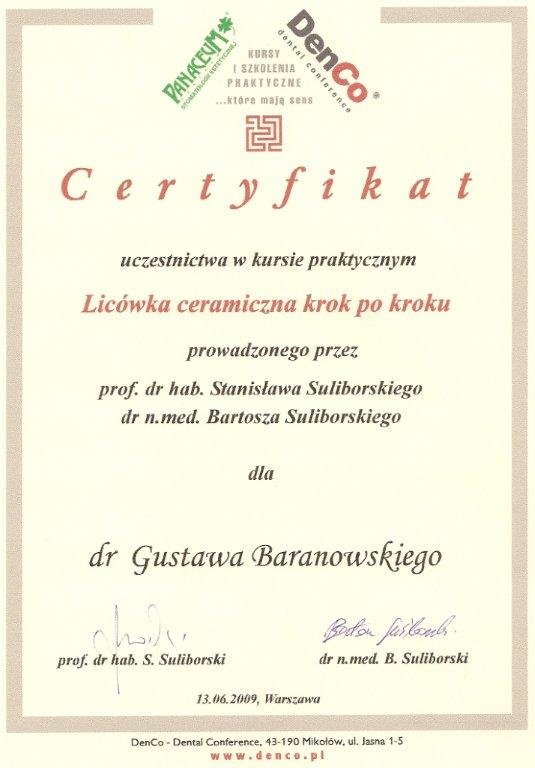 PANACEUM
STOMATOLOGII ESTETYCZNEJ
KURSY
I SZKOLENIA
PRAKTYCZNE
...które mają sens
DenCo®
dental conference
Certyfikat
uczestnictwa w kursie praktycznym
Licówka ceramiczna krok po kroku
prowadzonego przez
prof. dr hab. Stanisława Suliborskiego
dr n.med. Bartosza Suliborskiego
dla
dr Gustawa Baranowskiego
prof. dr hab. S. Suliborski
dr n.med. B. Suliborski
13.06.2009, Warszawa
DenCo - Dental Conference, 43-190 Mikołów, ul. Jasna 1-5
www.denco.pl